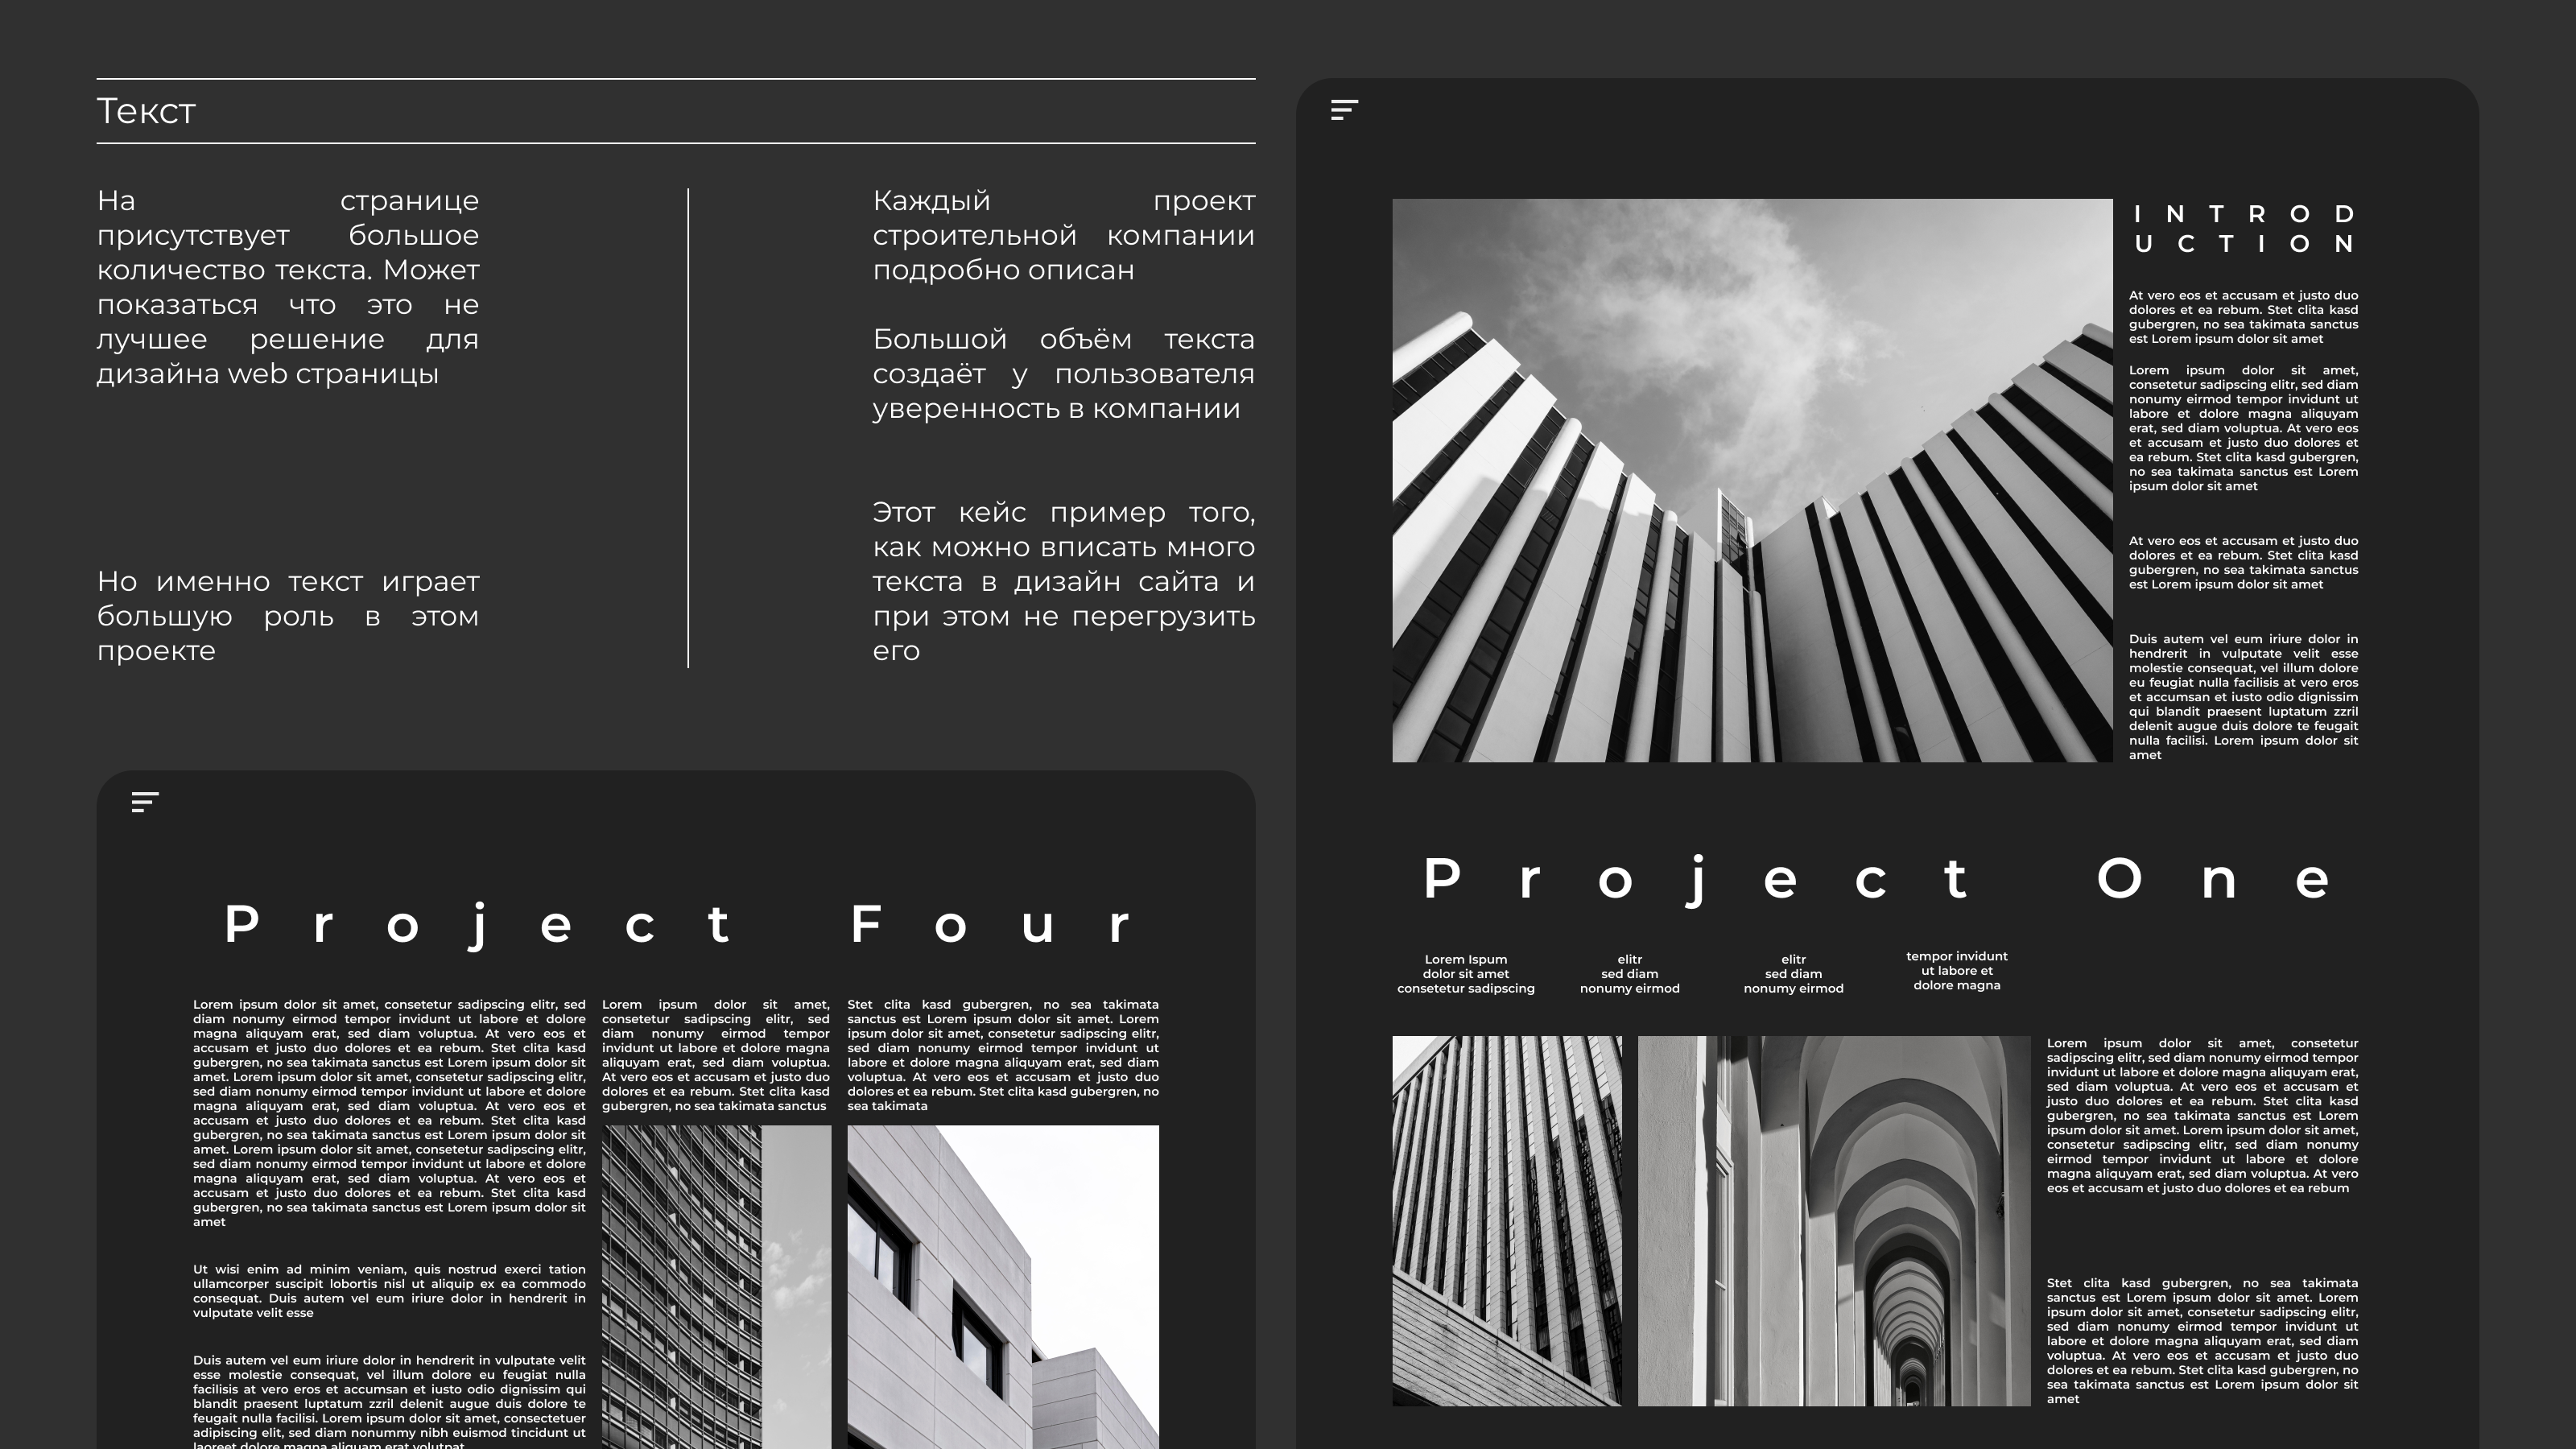 Текст
На странице
присутствует большое
количество текста. Может
показаться что это не
лучшее решение для
дизайна web страницы
Но именно текст играет
большую роль в этом
проекте
Каждый проект
строительной компании
подробно описан
Большой объём текста
создаёт у пользователя
уверенность в компании
Этот кейс пример того,
как можно вписать много
текста в дизайн сайта и
при этом не перегрузить
его
Project Four
Lorem ipsum dolor sit amet, consetetur sadipscing elitr, sed
diam nonumy eirmod tempor invidunt ut labore et dolore
magna aliquyam erat, sed diam voluptua. At vero eos et
accusam et justo duo dolores et ea rebum. Stet clita kasd
gubergren, no sea takimata sanctus est Lorem ipsum dolor sit
amet. Lorem ipsum dolor sit amet, consetetur sadipscing elitr,
sed diam nonumy eirmod tempor invidunt ut labore et dolore
magna aliquyam erat, sed diam voluptua. At vero eos et
accusam et justo duo dolores et ea rebum. Stet clita kasd
gubergren, no sea takimata sanctus est Lorem ipsum dolor sit
amet. Lorem ipsum dolor sit amet, consetetur sadipscing elitr,
sed diam nonumy eirmod tempor invidunt ut labore et dolore
magna aliquyam erat, sed diam voluptua. At vero eos et
accusam et justo duo dolores et ea rebum. Stet clita kasd
gubergren, no sea takimata sanctus est Lorem ipsum dolor sit
amet
Ut wisi enim ad minim veniam, quis nostrud exerci tation
ullamcorper suscipit lobortis nisl ut aliquip ex ea commodo
consequat. Duis autem vel eum iriure dolor in hendrerit in
vulputate velit esse
Duis autem vel eum iriure dolor in hendrerit in vulputate velit
esse molestie consequat, vel illum dolore eu feugiat nulla
facilisis at vero eros et accumsan et iusto odio dignissim qui
blandit praesent luptatum zzril delenit augue duis dolore te
feugait nulla facilisi. Lorem ipsum dolor sit amet, consectetuer
adipiscing elit, sed diam nonummy nibh euismod tincidunt ut
laoreet dolore magna aliquam erat volutpat
Lorem ipsum dolor sit amet,
consetetur sadipscing elitr, sed
diam nonumy eirmod tempor
invidunt ut labore et dolore magna
aliquyam erat, sed diam voluptua.
At vero eos et accusam et justo duo
dolores et ea rebum. Stet clita kasd
gubergren, no sea takimata sanctus
Stet clita kasd gubergren, no sea takimata
sanctus est Lorem ipsum dolor sit amet. Lorem
ipsum dolor sit amet, consetetur sadipscing elitr,
sed diam nonumy eirmod tempor invidunt ut
labore et dolore magna aliquyam erat, sed diam
voluptua. At vero eos et accusam et justo duo
dolores et ea rebum. Stet clita kasd gubergren, no
sea takimata
INTROD
UCTION
At vero eos et accusam et justo duo
dolores et ea rebum. Stet clita kasd
gubergren, no sea takimata sanctus
est Lorem ipsum dolor sit amet
Lorem ipsum dolor sit amet,
consetetur sadipscing elitr, sed diam
nonumy eirmod tempor invidunt ut
labore et dolore magna aliquyam
erat, sed diam voluptua. At vero eos
et accusam et justo duo dolores et
ea rebum. Stet clita kasd gubergren,
no sea takimata sanctus est Lorem
ipsum dolor sit amet
At vero eos et accusam et justo duo
dolores et ea rebum. Stet clita kasd
gubergren, no sea takimata sanctus
est Lorem ipsum dolor sit amet
Duis autem vel eum iriure dolor in
hendrerit in vulputate velit esse
molestie consequat, vel illum dolore
eu feugiat nulla facilisis at vero eros
et accumsan et iusto odio dignissim
qui blandit praesent luptatum zzril
delenit augue duis dolore te feugait
nulla facilisi. Lorem ipsum dolor sit
amet
Project One
Lorem Ispum
dolor sit amet
consetetur sadipscing
elitr
sed diam
nonumy eirmod
elitr
sed diam
nonumy eirmod
tempor invidunt
ut labore et
dolore magna
Lorem ipsum dolor sit amet, consetetur
sadipscing elitr, sed diam nonumy eirmod tempor
invidunt ut labore et dolore magna aliquyam erat,
sed diam voluptua. At vero eos et accusam et
justo duo dolores et ea rebum. Stet clita kasd
gubergren, no sea takimata sanctus est Lorem
ipsum dolor sit amet. Lorem ipsum dolor sit amet,
consetetur sadipscing elitr, sed diam nonumy
eirmod tempor invidunt ut labore et dolore
magna aliquyam erat, sed diam voluptua. At vero
eos et accusam et justo duo dolores et ea rebum
Stet clita kasd gubergren, no sea takimata
sanctus est Lorem ipsum dolor sit amet. Lorem
ipsum dolor sit amet, consetetur sadipscing elitr,
sed diam nonumy eirmod tempor invidunt ut
labore et dolore magna aliquyam erat, sed diam
voluptua. At vero eos et accusam et justo duo
dolores et ea rebum. Stet clita kasd gubergren, no
sea takimata sanctus est Lorem ipsum dolor sit
amet